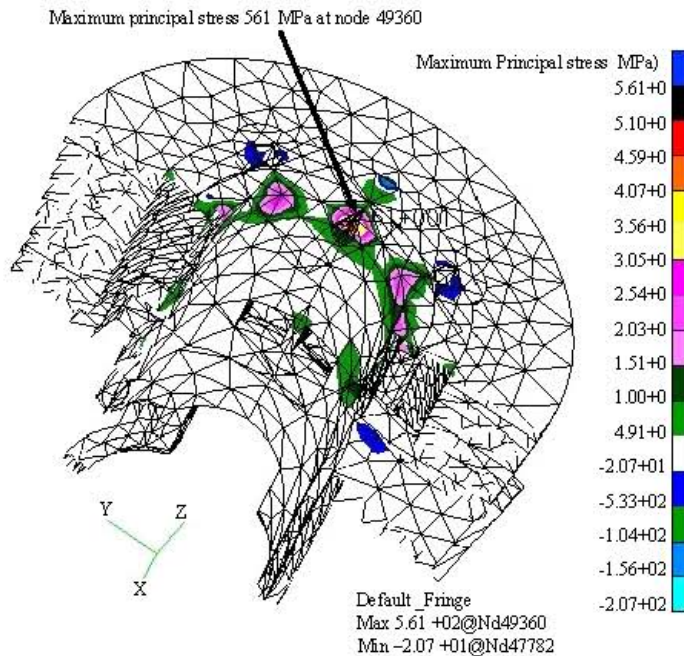 Maximum principal stress 561 MPa at node 49360
Maximum Principal stress MPa)
5.61+0
5.10+0
4.59+0
4.07+0
3.56+0
3.05+0
2.54+0
2.03+0
1.51+0
1.00+0
4.91+0
-2.07+01
-5.33+02
-1.04+02
-1.56+02
-2.07+02
Y
Z
X
Default_Fringe
Max 5.61 +02@Nd49360
Min –2.07 +01@Nd47782